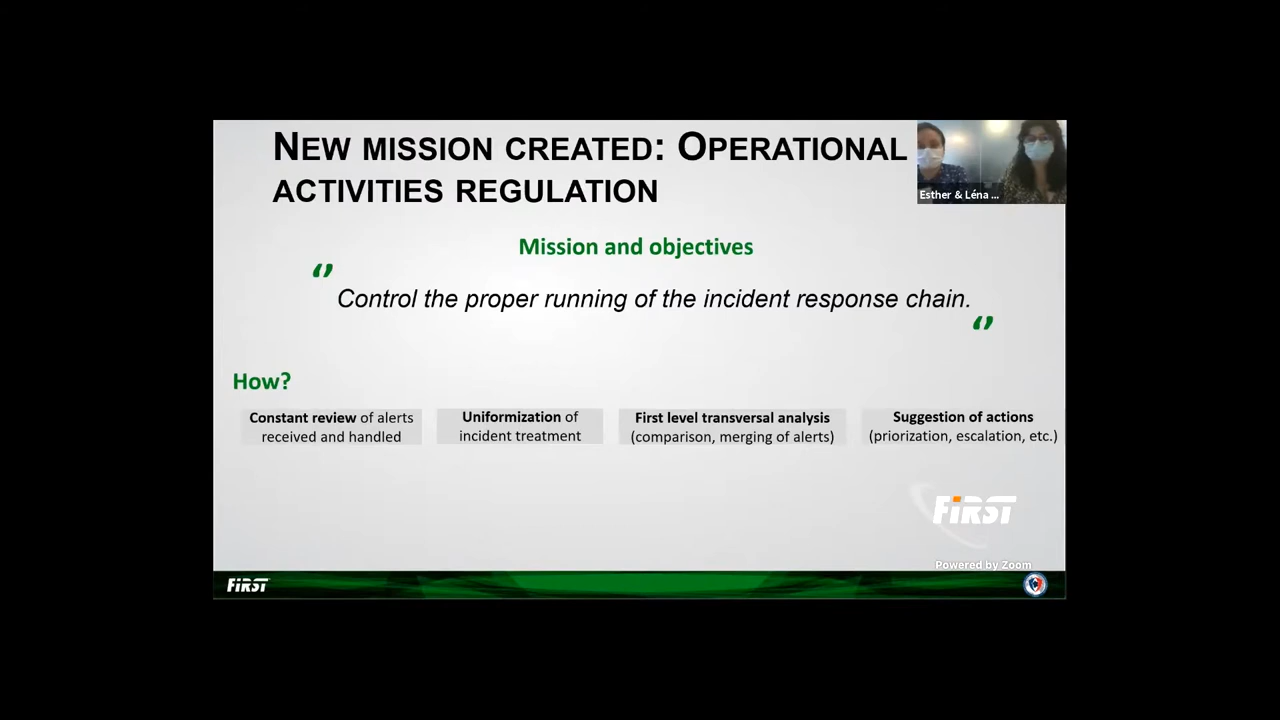 NEW MISSION CREATED: OPERATIONAL
ACTIVITIES REGULATION
Esther & Léna ...
Mission and objectives
"
Control the proper running of the incident response chain.
"
How?
Constant review of alerts
received and handled
Uniformization of
incident treatment
First level transversal analysis
(comparison, merging of alerts)
Suggestion of actions
(priorization, escalation, etc.)
FiRST
Powered by Zoom
FiRST